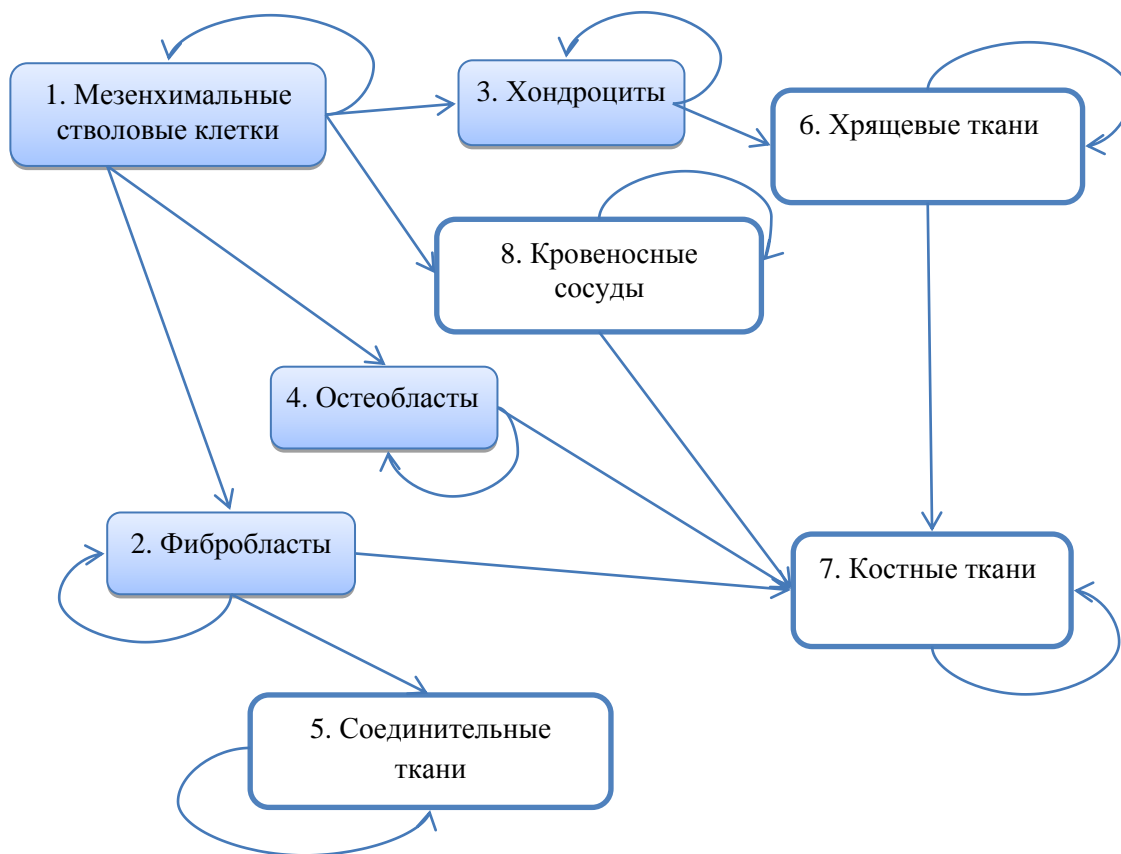 1. Мезенхимальные
стволовые клетки
3. Хондроциты
6. Хрящевые ткани
8. Кровеносные
сосуды
4. Остеобласты
2. Фибробласты
7. Костные ткани
5. Соединительные
ткани